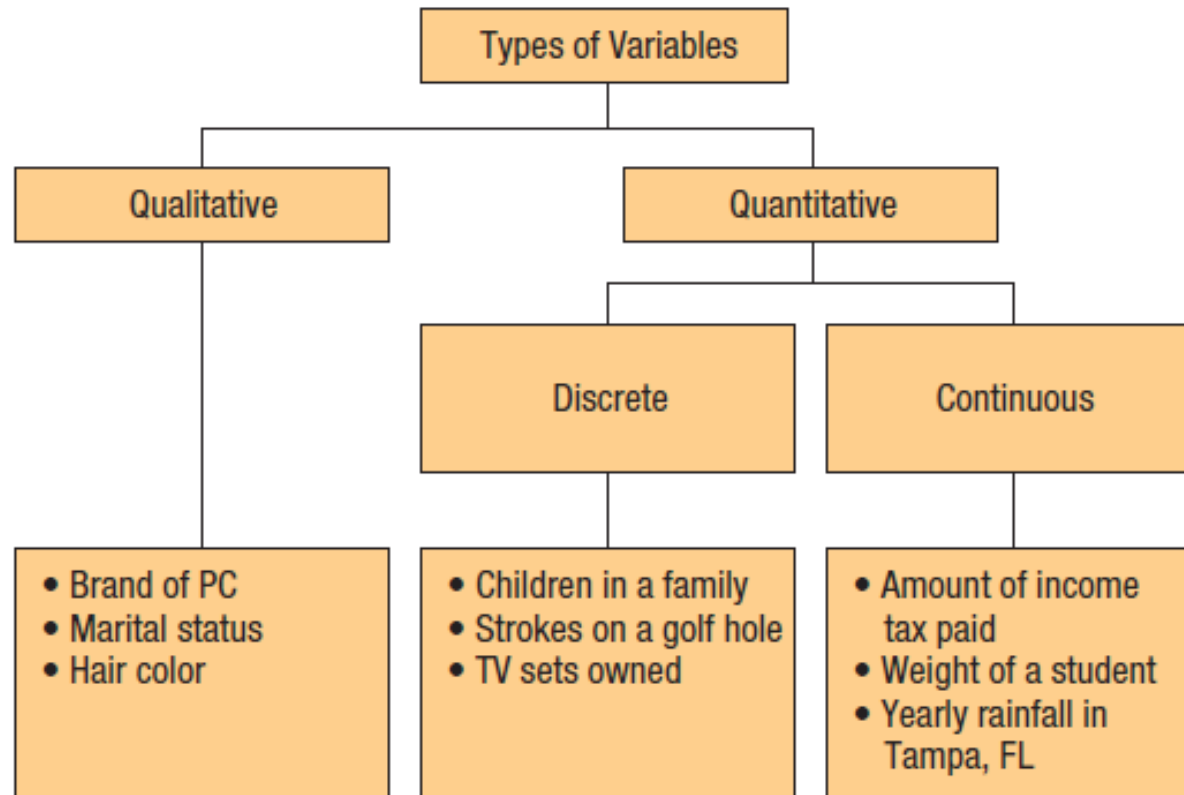 Types of Variables
Qualitative
Quantitative
Discrete
Continuous
• Brand of PC
• Marital status
• Hair color
• Children in a family
• Strokes on a golf hole
• TV sets owned
• Amount of income
tax paid
• Weight of a student
• Yearly rainfall in
Tampa, FL